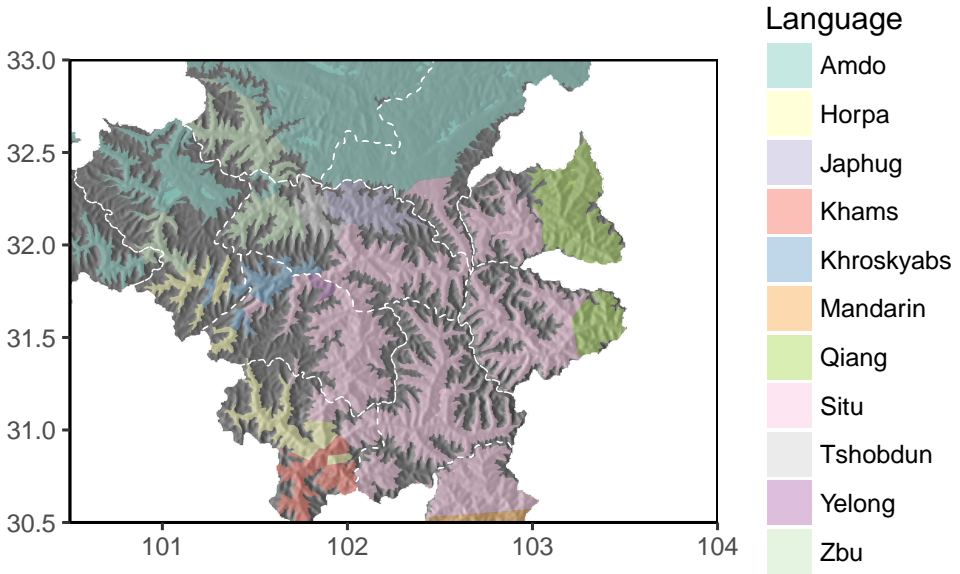 Language
Amdo
Horpa
Japhug
Khams
Khroskyabs
Mandarin
Qiang
Situ
Tshobdun
Yelong
Zbu
33.0
32.5
32.0
31.5
31.0
30.5
101 102 103 104